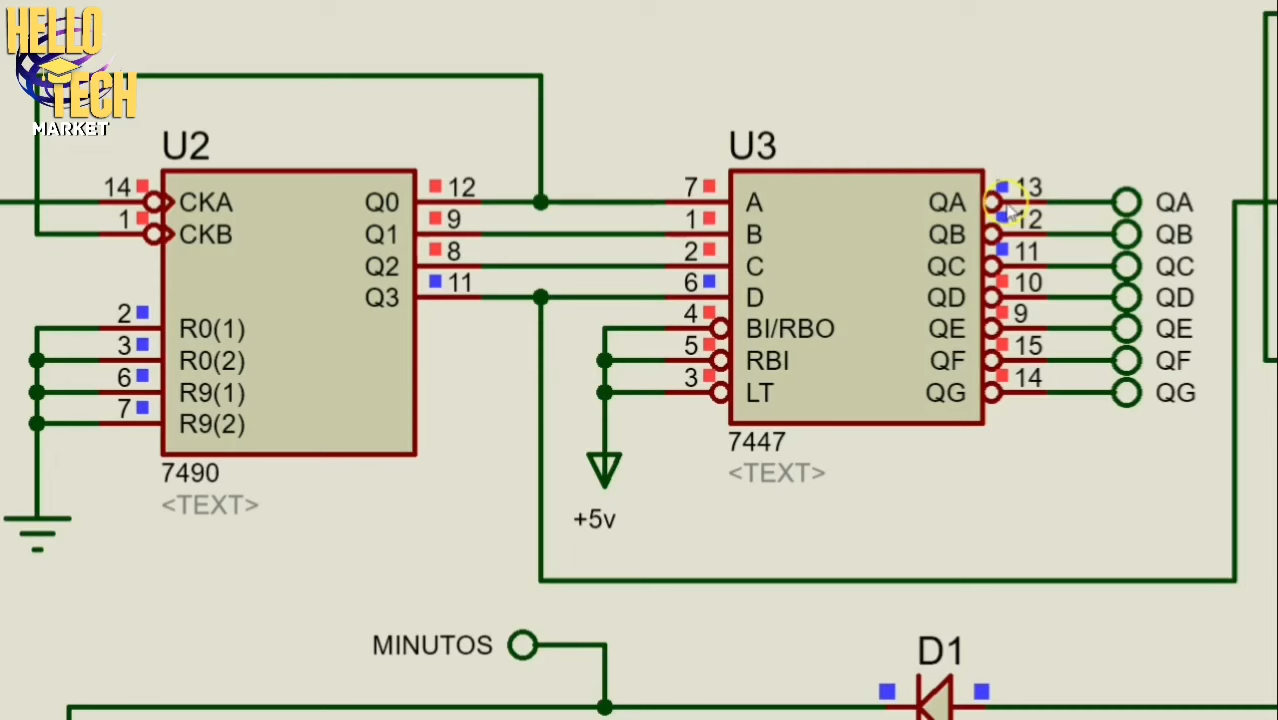 HELLO
TECH
MARKET
U2
U3
14 CKA Q0 12
1 CKB Q1 9
Q2 8
Q3 11
2 R0(1)
3 R0(2)
6 R9(1)
7 R9(2)
7490
<TEXT>
7 A QA 13 QA
1 B QB 12 QB
2 C QC 11 QC
6 D QD 10 QD
4 BI/RBO QE 9 QE
5 RBI QF 15 QF
3 LT QG 14 QG
7447
<TEXT>
+5v
MINUTOS
D1